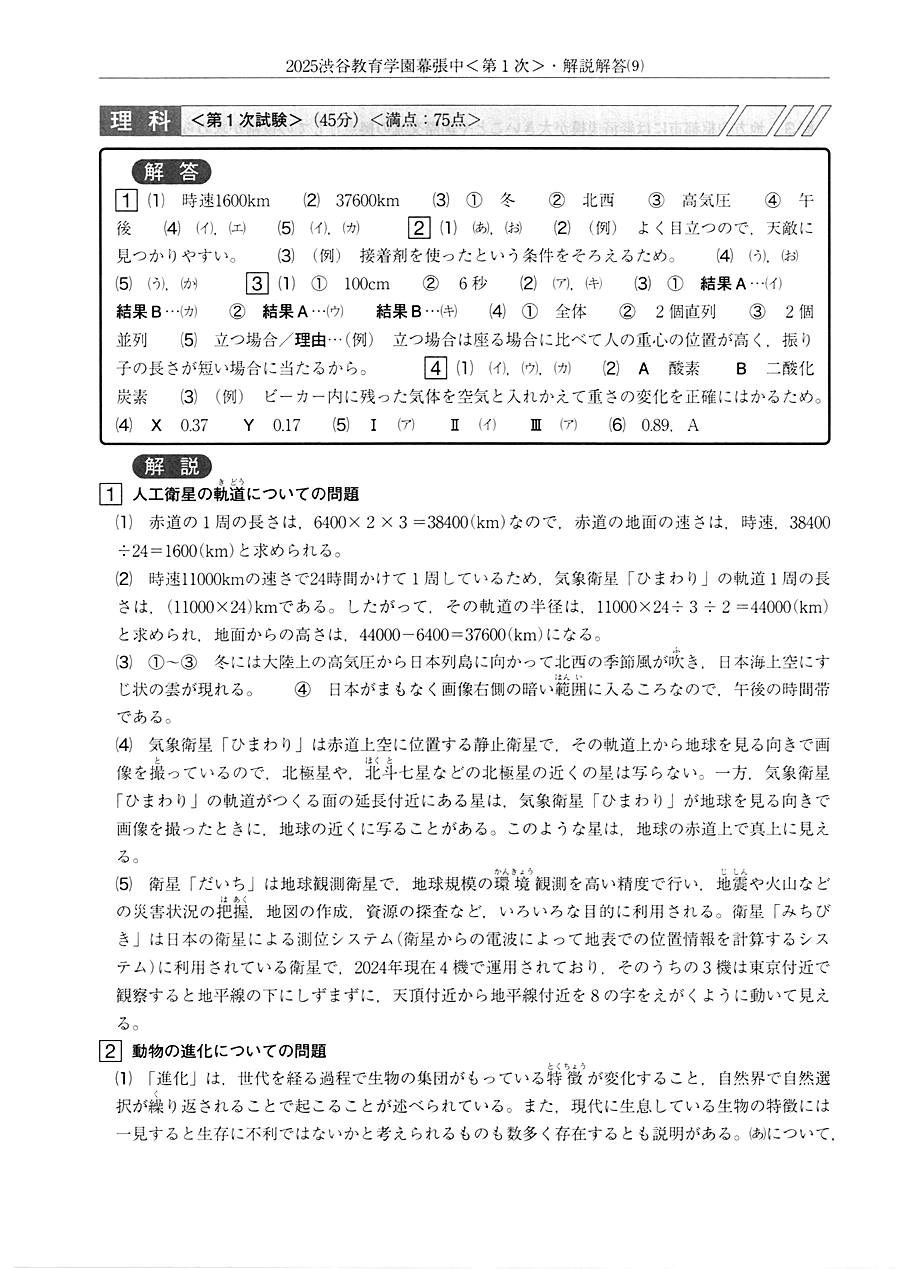 2025渋谷教育学園幕張中＜第１次＞・解説解答(9)
理 科 ＜第１次試験＞（45分）＜満点：75点＞
解 答
1 ⑴ 時速1600km ⑵ 37600km ⑶ ① 冬 ② 北西 ③ 高気圧 ④ 午
後 ⑷ (イ)，(エ) ⑸ (イ)，(カ) 2 ⑴ (あ)，(お) ⑵ （例） よく目立つので，天敵に
見つかりやすい。 ⑶ （例） 接着剤を使ったという条件をそろえるため。 ⑷ (う)，(お)
⑸ (う)，(か) 3 ⑴ ① 100cm ② ６秒 ⑵ (ア)，(キ) ⑶ ① 結果Ａ…(イ)
結果Ｂ…(カ) ② 結果Ａ…(ウ) 結果Ｂ…(キ) ⑷ ① 全体 ② ２個直列 ③ ２個
並列 ⑸ 立つ場合／理由…（例） 立つ場合は座る場合に比べて人の重心の位置が高く，振り
子の長さが短い場合に当たるから。 4 ⑴ (イ)，(ウ)，(カ) ⑵ Ａ 酸素 Ｂ 二酸化
炭素 ⑶ （例） ビーカー内に残った気体を空気と入れかえて重さの変化を正確にはかるため。
⑷ Ｘ 0.37 Ｙ 0.17 ⑸ Ⅰ (ア) Ⅱ (イ) Ⅲ (ア) ⑹ 0.89，Ａ
解 説
1 人工衛星の軌道についての問題
⑴ 赤道の１周の長さは，6400×２×３＝38400(km)なので，赤道の地面の速さは，時速，38400
÷24＝1600(km)と求められる。
⑵ 時速11000kmの速さで24時間かけて１周しているため，気象衛星「ひまわり」の軌道１周の長
さは，(11000×24)kmである。したがって，その軌道の半径は，11000×24÷３÷２＝44000(km)
と求められ，地面からの高さは，44000－6400＝37600(km)になる。
⑶ ①～③ 冬には大陸上の高気圧から日本列島に向かって北西の季節風が吹き，日本海上空にす
じ状の雲が現れる。 ④ 日本がまもなく画像右側の暗い範囲に入るころなので，午後の時間帯
である。
⑷ 気象衛星「ひまわり」は赤道上空に位置する静止衛星で，その軌道上から地球を見る向きで画
像を撮っているので，北極星や，北斗七星などの北極星の近くの星は写らない。一方，気象衛星
「ひまわり」の軌道がつくる面の延長付近にある星は，気象衛星「ひまわり」が地球を見る向きで
画像を撮ったときに，地球の近くに写ることがある。このような星は，地球の赤道上で真上に見え
る。
⑸ 衛星「だいち」は地球観測衛星で，地球規模の環境観測を高い精度で行い，地震や火山など
の災害状況の把握，地図の作成，資源の探査など，いろいろな目的に利用される。衛星「みちび
き」は日本の衛星による測位システム(衛星からの電波によって地表での位置情報を計算するシス
テム)に利用されている衛星で，2024年現在４機で運用されており，そのうちの３機は東京付近で
観察すると地平線の下にしずまずに，天頂付近から地平線付近を８の字をえがくように動いて見え
る。
2 動物の進化についての問題
⑴ 「進化」は，世代を経る過程で生物の集団がもっている特徴が変化すること，自然界で自然選
択が繰り返されることで起こることが述べられている。また，現代に生息している生物の特徴には
一見すると生存に不利ではないかと考えられるものも数多く存在するとも説明がある。(あ)について，